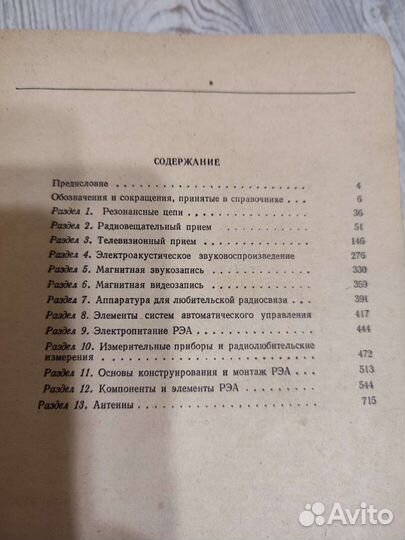 СОДЕРЖАНИЕ
Предисловие . . . . . . . . . . . . . . . . . . . . 4
Обозначения и сокращения, принятые в справочнике . . . 6
Раздел 1. Резонансные цепи . . . . . . . . . . . . . 36
Раздел 2. Радиовещательный прием . . . . . . . . . . 51
Раздел 3. Телевизионный прием . . . . . . . . . . . 146
Раздел 4. Электроакустическое звуковоспроизведение 276
Раздел 5. Магнитная звукозапись . . . . . . . . . . 330
Раздел 6. Магнитная видеозапись . . . . . . . . . . 359
Раздел 7. Аппаратура для любительской радиосвязи . . . 391
Раздел 8. Элементы систем автоматического управления 417
Раздел 9. Электропитание РЭА . . . . . . . . . . . . 444
Раздел 10. Измерительные приборы и радиолюбительские
измерения . . . . . . . . . . . . . . . . . . . . . 472
Раздел 11. Основы конструирования и монтаж РЭА . . . 513
Раздел 12. Компоненты и элементы РЭА . . . . . . . . 544
Раздел 13. Антенны . . . . . . . . . . . . . . . . . 715
Avito